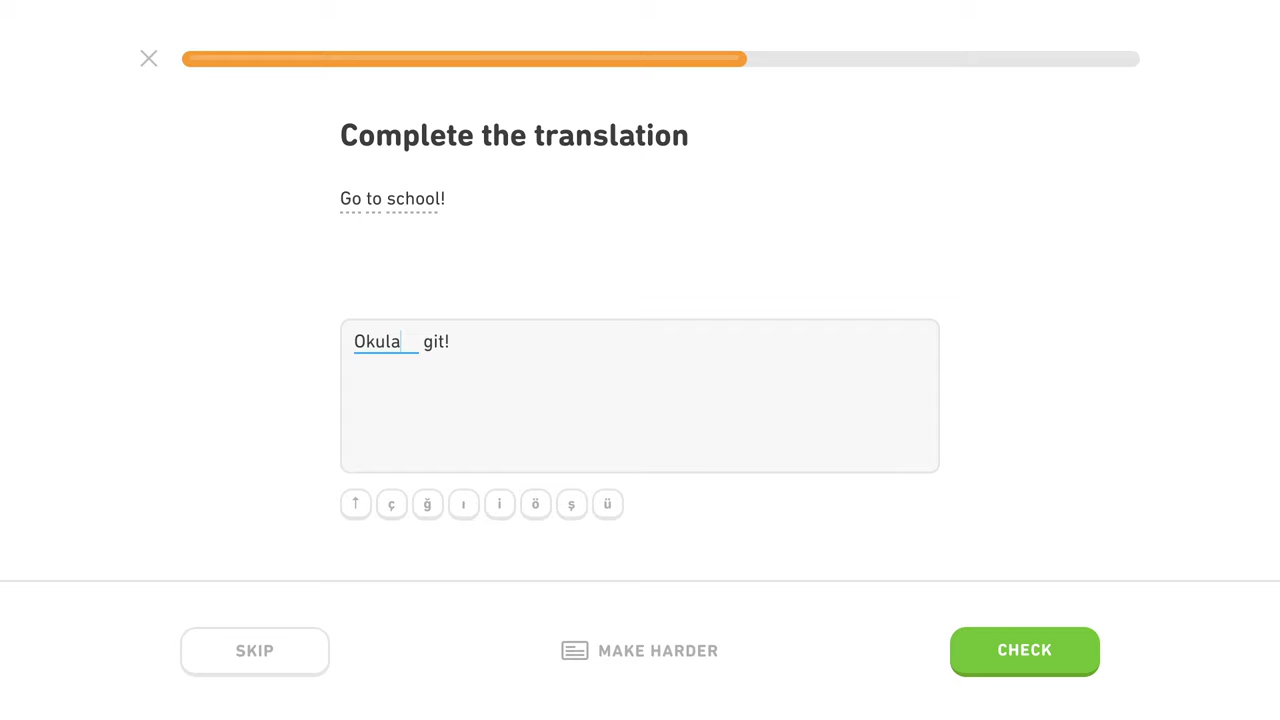 Complete the translation
Go to school!
Okula git!
↑ ç ğ ı i ö ş ü
SKIP
MAKE HARDER
CHECK